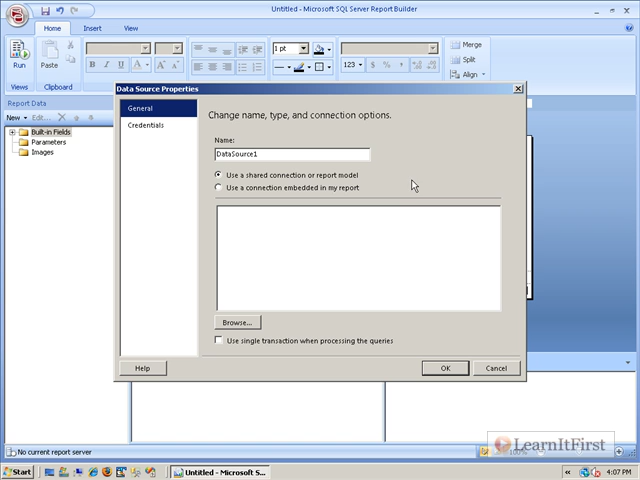 Untitled - Microsoft SQL Server Report Builder
Home
Insert
View
Run
Paste
B I U
1 pt
123
$ % ,
Merge
Split
Align
Views
Clipboard
Report Data
New
Edit...
Built-in Fields
Parameters
Images
Data Source Properties
General
Credentials
Change name, type, and connection options.
Name:
DataSource1
Use a shared connection or report model
Use a connection embedded in my report
Browse...
Use single transaction when processing the queries
Help
OK
Cancel
No current report server
100%
LearnItFirst
Start
Untitled - Microsoft S...
4:07 PM